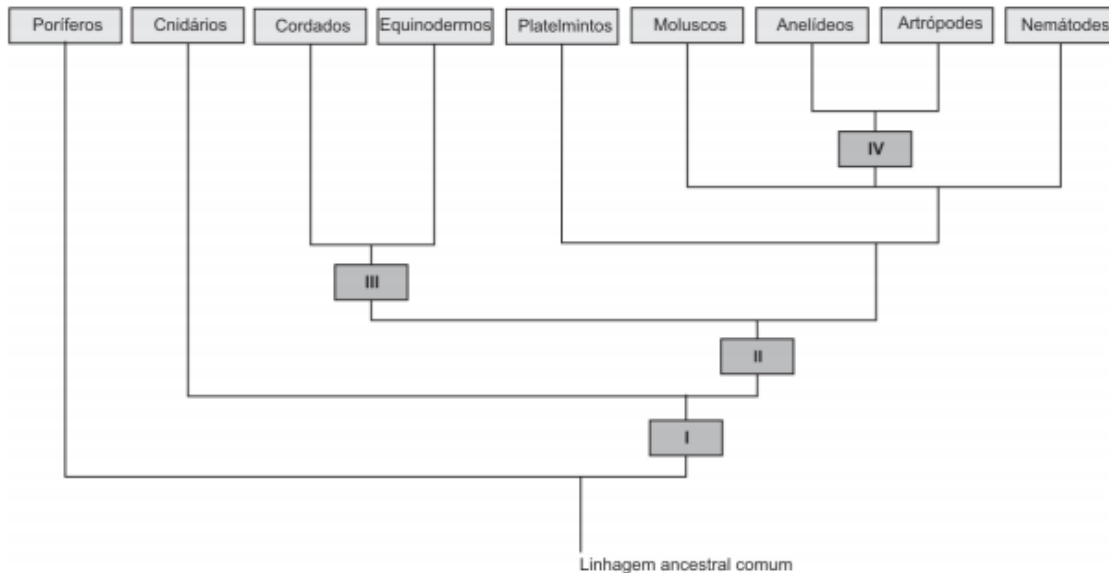 Poríferos Cnidários Cordados Equinodermos Platelmintos Moluscos Anelídeos Artrópodes Nemátodes
IV
III
II
I
Linhagem ancestral comum